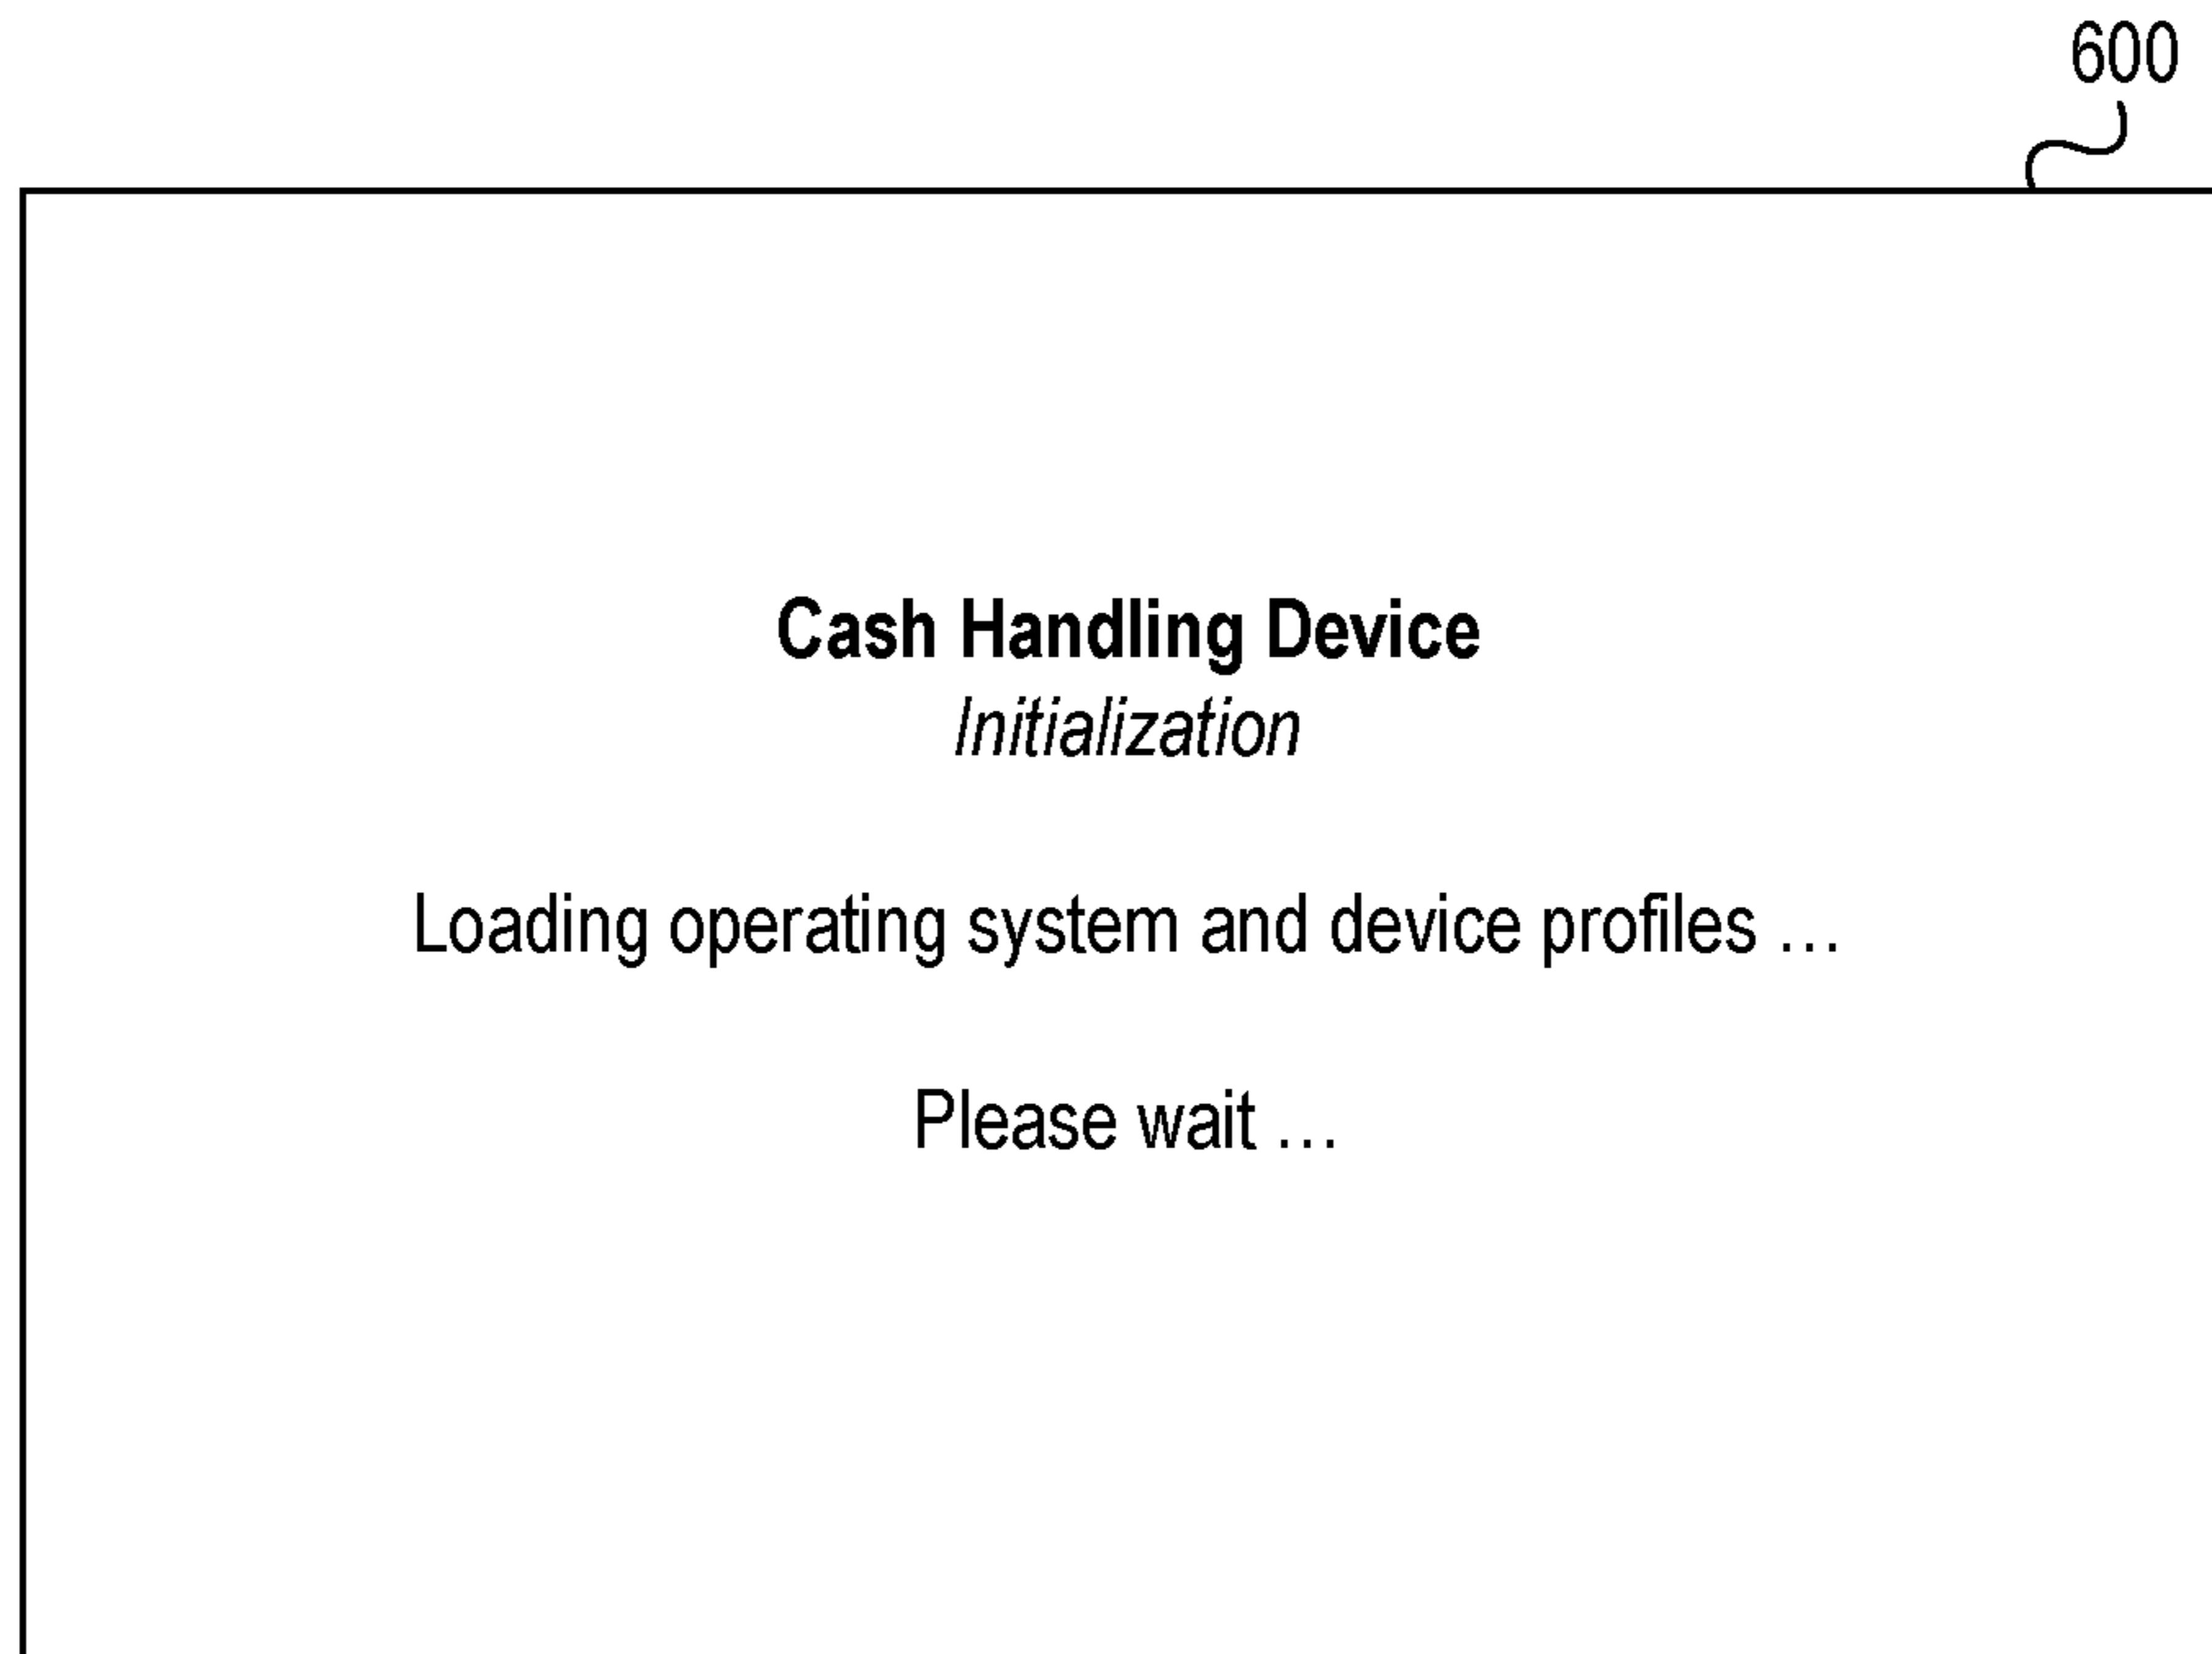 600
Cash Handling Device
Initialization
Loading operating system and device profiles ...
Please wait ...